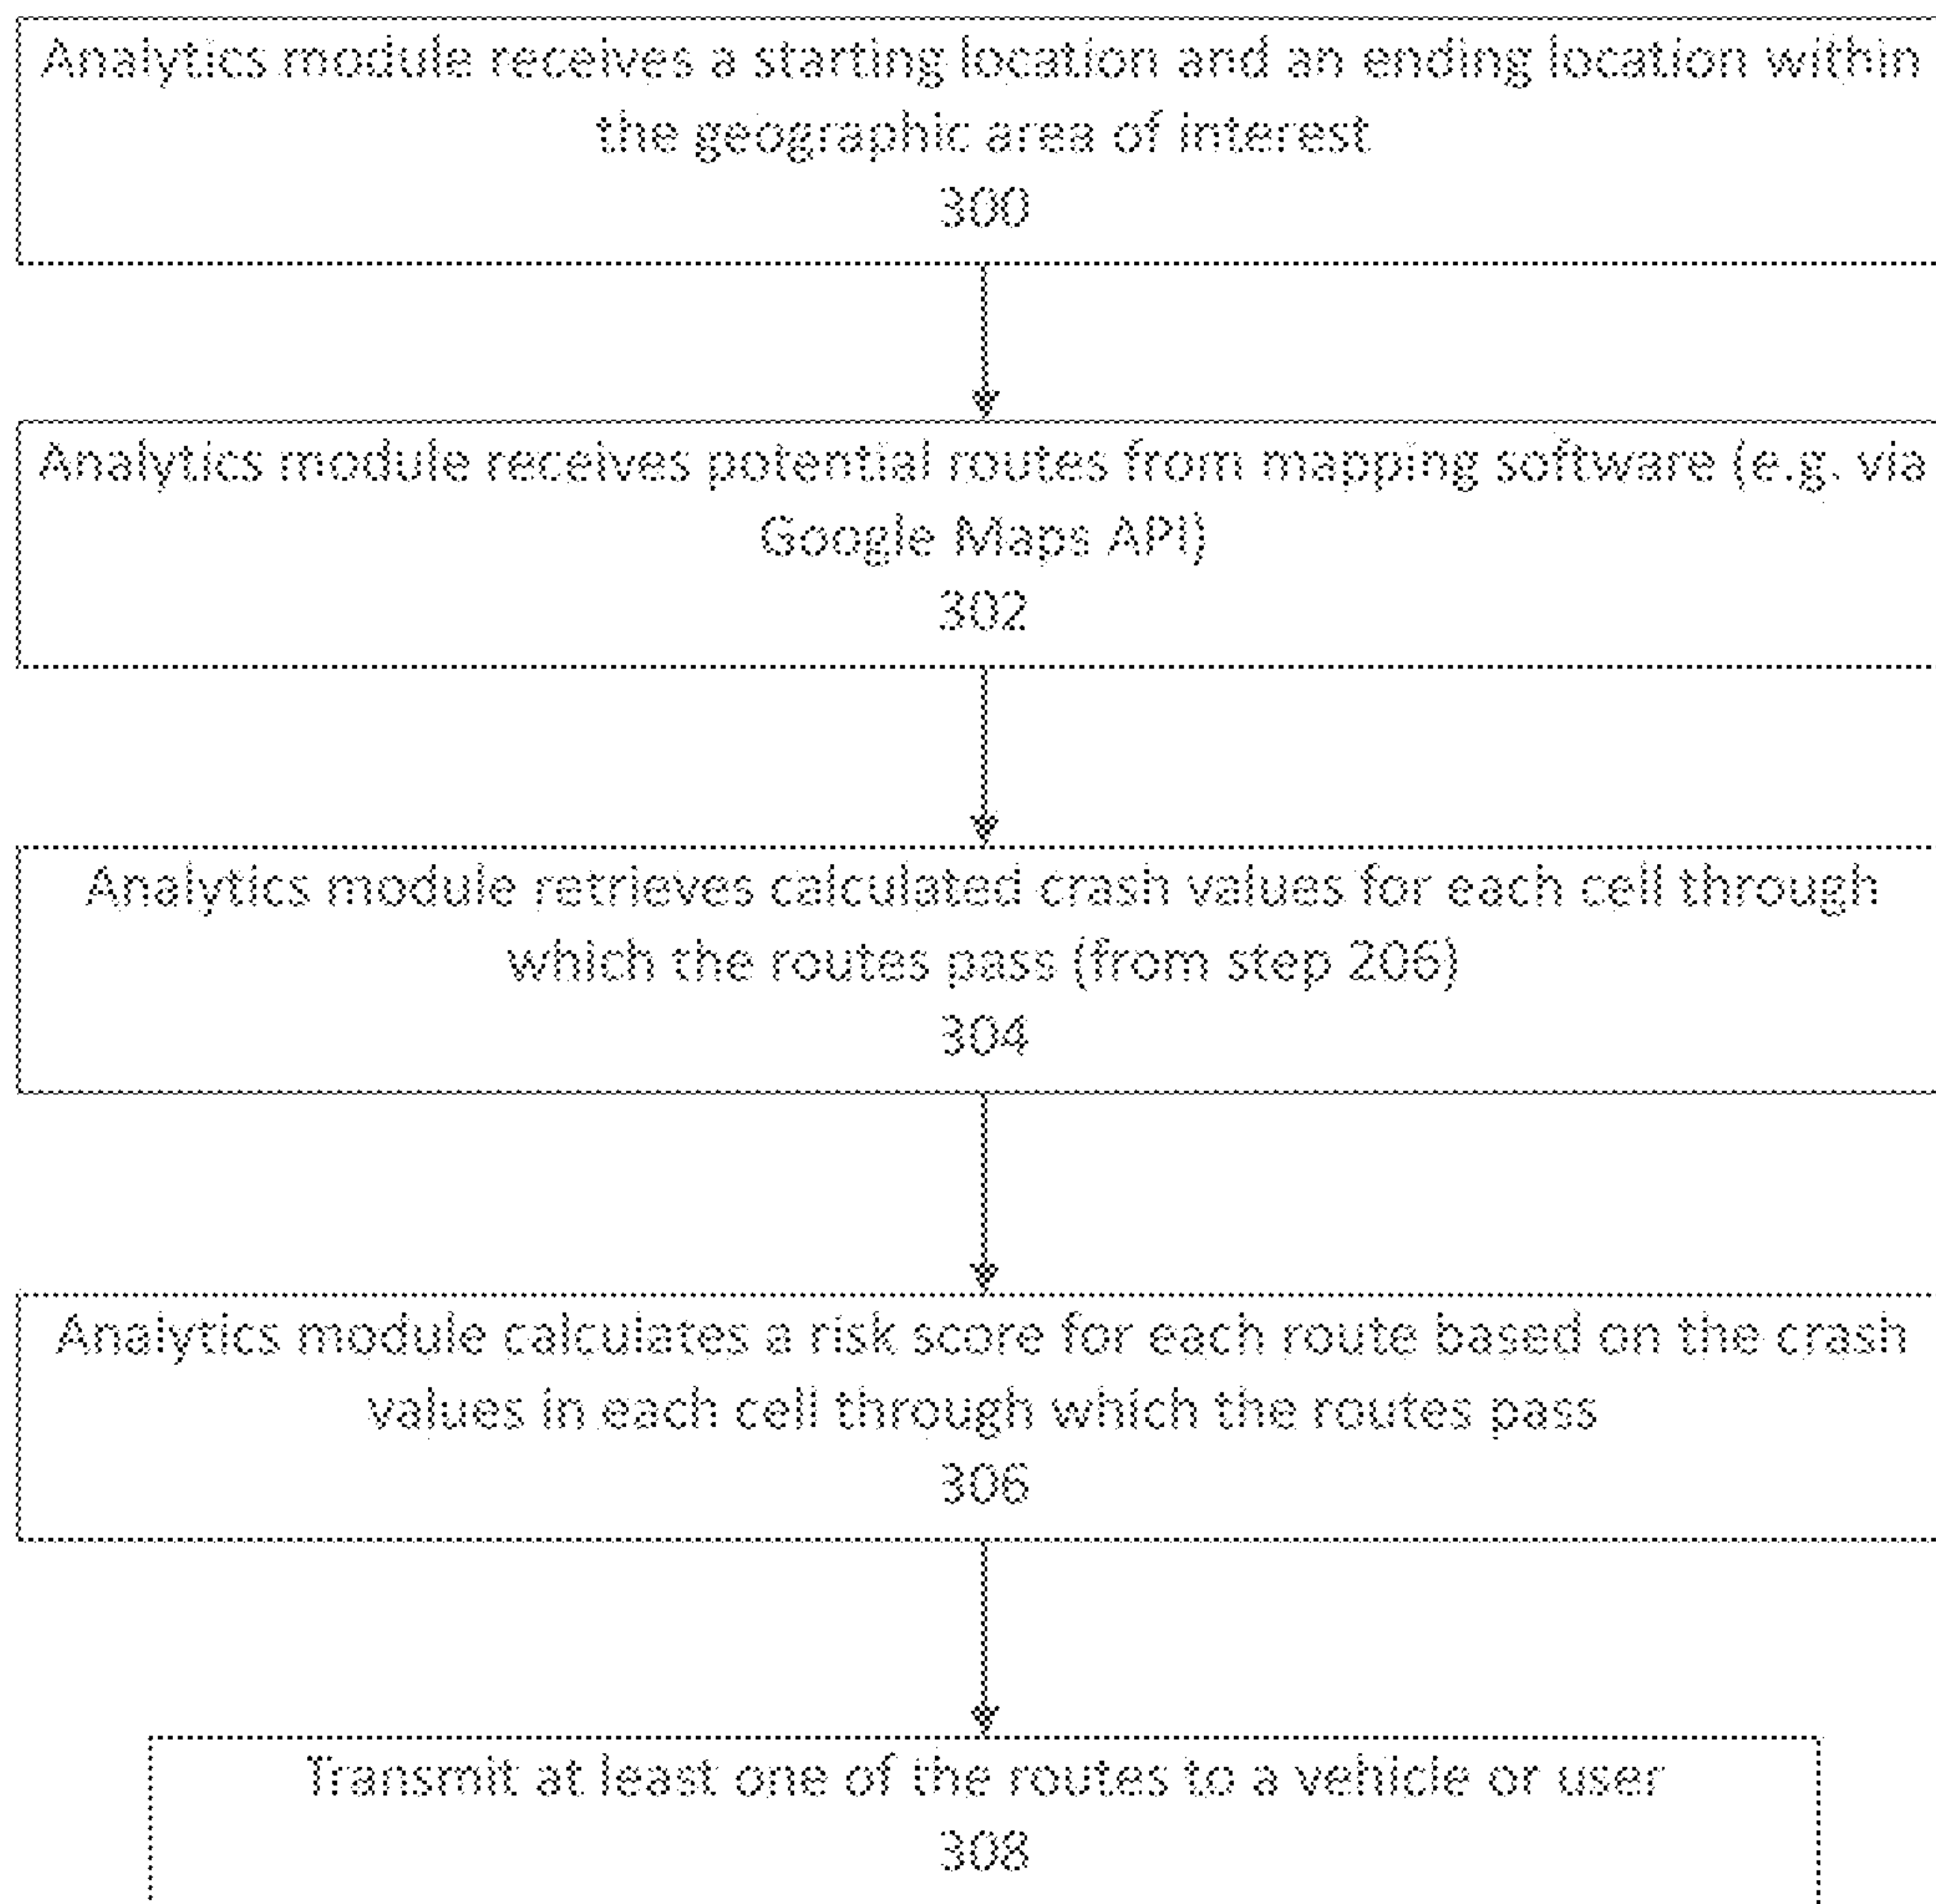 Analytics module receives a starting location and an ending location within
the geographic area of interest
300
Analytics module receives potential routes from mapping software (e.g. via
Google Maps API)
302
Analytics module retrieves calculated crash values for each cell through
which the routes pass (from step 206)
304
Analytics module calculates a risk score for each route based on the crash
values in each cell through which the routes pass
306
Transmit at least one of the routes to a vehicle or user
308